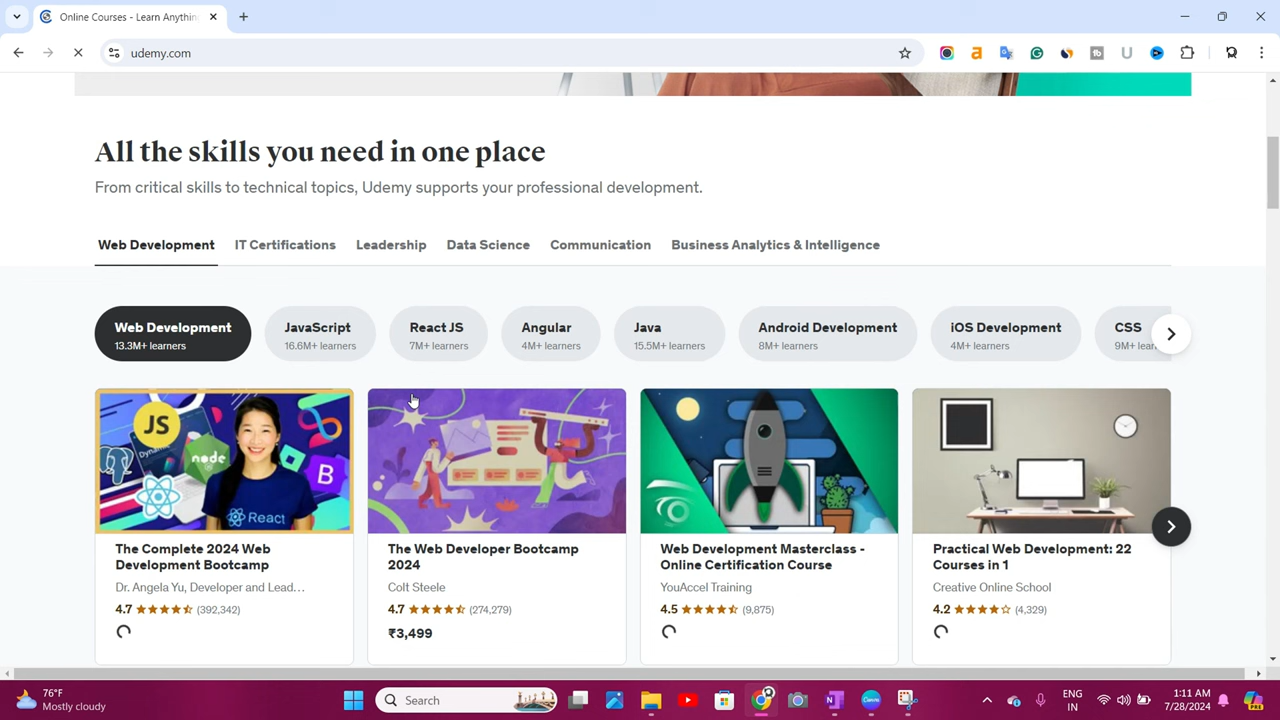 Online Courses - Learn Anythin
udemy.com
All the skills you need in one place
From critical skills to technical topics, Udemy supports your professional development.
Web Development IT Certifications Leadership Data Science Communication Business Analytics & Intelligence
Web Development JavaScript React JS Angular Java Android Development iOS Development CSS
13.3M+ learners 16.6M+ learners 7M+ learners 4M+ learners 15.5M+ learners 8M+ learners 4M+ learners 9M+ lear
JS
node
B
React
The Complete 2024 Web Development Bootcamp
Dr. Angela Yu, Developer and Lead...
4.7 (392,342)
The Web Developer Bootcamp 2024
Colt Steele
4.7 (274,279)
₹3,499
Web Development Masterclass - Online Certification Course
YouAccel Training
4.5 (9,875)
Practical Web Development: 22 Courses in 1
Creative Online School
4.2 (4,329)
76°F
Mostly cloudy
Search
ENG
IN
1:11 AM
7/28/2024